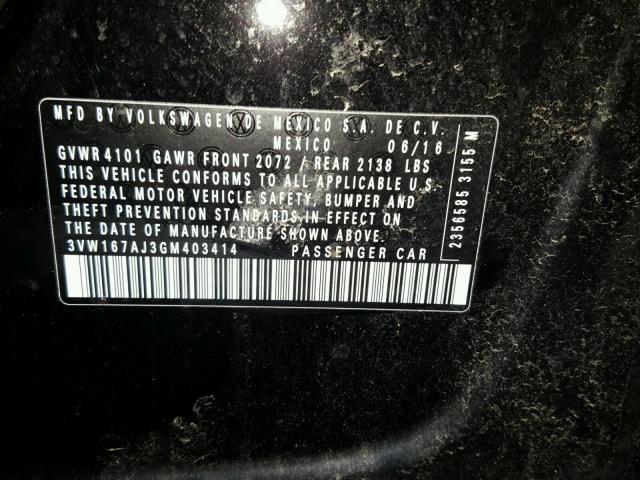 MFD BY VOLKSWAGEN DE MEXICO S.A. DE C.V.
MEXICO 06/16
GVWR 4101 GAWR FRONT 2072 / REAR 2138 LBS
THIS VEHICLE CONFORMS TO ALL APPLICABLE U.S.
FEDERAL MOTOR VEHICLE SAFETY, BUMPER AND
THEFT PREVENTION STANDARDS IN EFFECT ON
THE DATE OF MANUFACTURE SHOWN ABOVE.
3VW167AJ3GM403414 PASSENGER CAR
2356585 3155 M